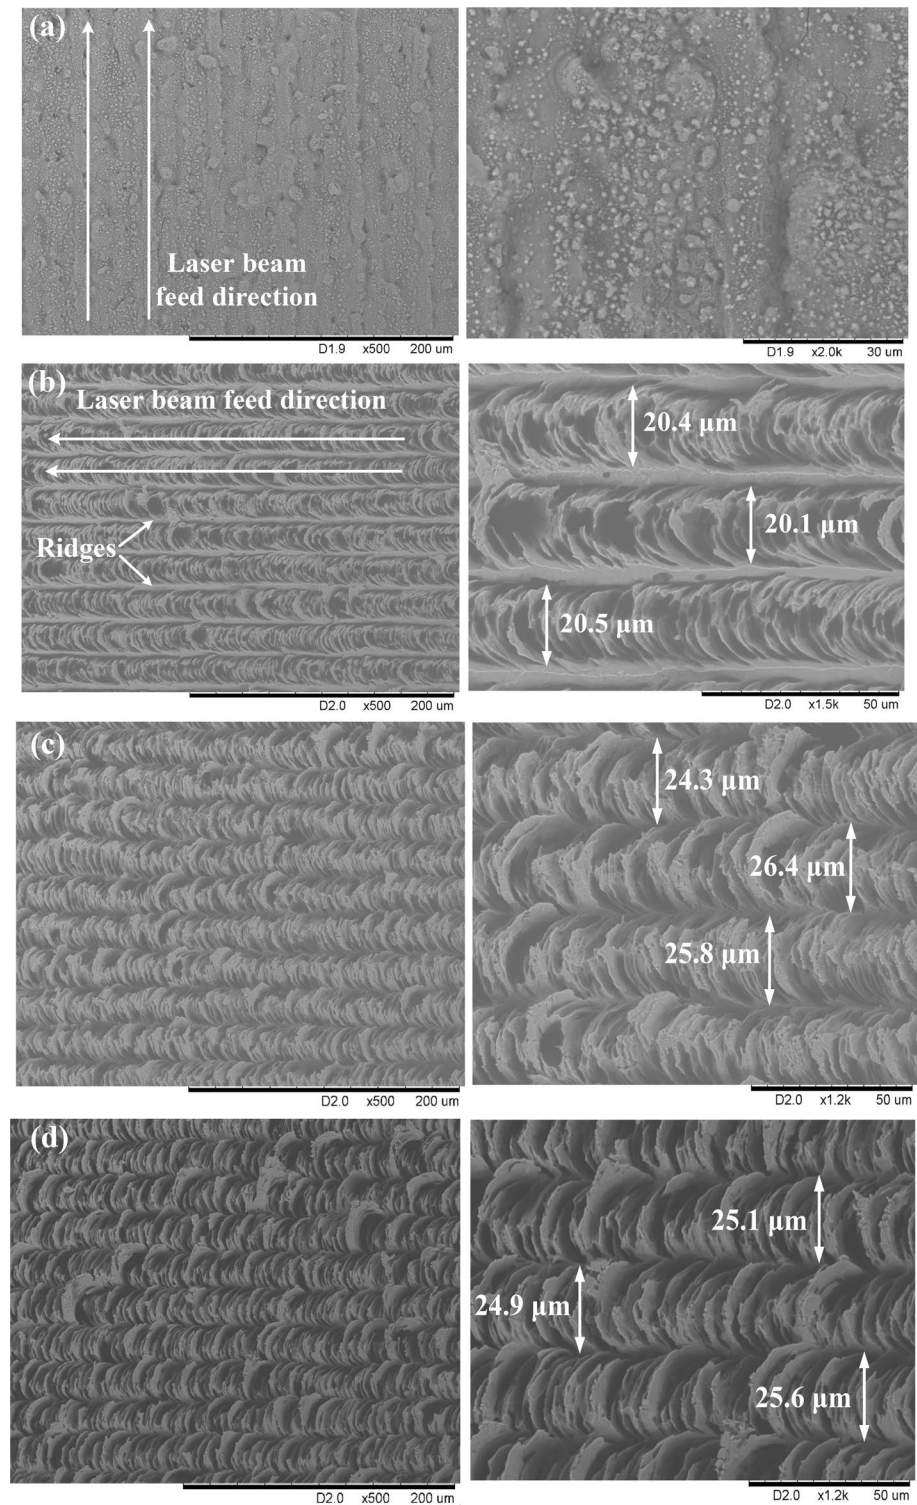 (a)
Laser beam
feed direction
D1.9 x500 200 um
D1.9 x2.0k 30 um
(b)
Laser beam feed direction
Ridges
D2.0 x500 200 um
20.4 μm
20.1 μm
20.5 μm
D2.0 x1.5k 50 um
(c)
D2.0 x500 200 um
24.3 μm
26.4 μm
25.8 μm
D2.0 x1.2k 50 um
(d)
D2.0 x500 200 um
25.1 μm
24.9 μm
25.6 μm
D2.0 x1.2k 50 um